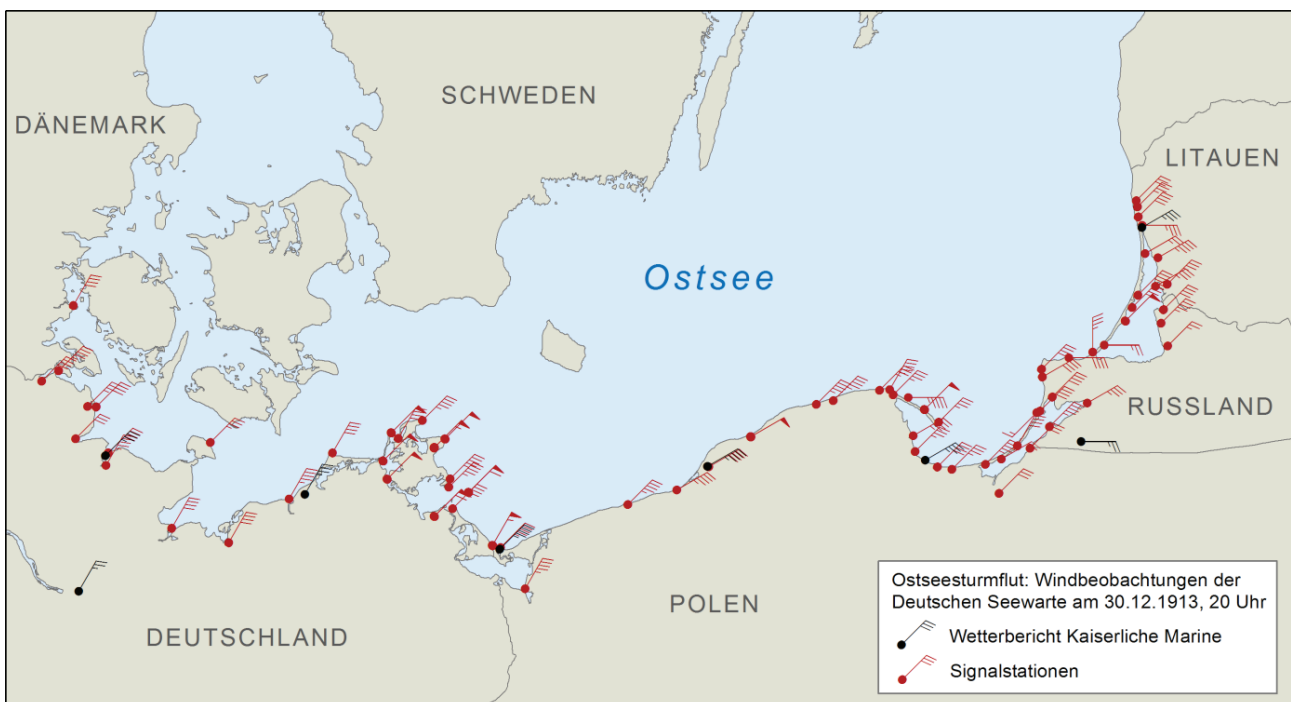 SCHWEDEN
DÄNEMARK
LITAUEN
Ostsee
RUSSLAND
POLEN
DEUTSCHLAND
Ostseesturmflut: Windbeobachtungen der
Deutschen Seewarte am 30.12.1913, 20 Uhr
Wetterbericht Kaiserliche Marine
Signalstationen